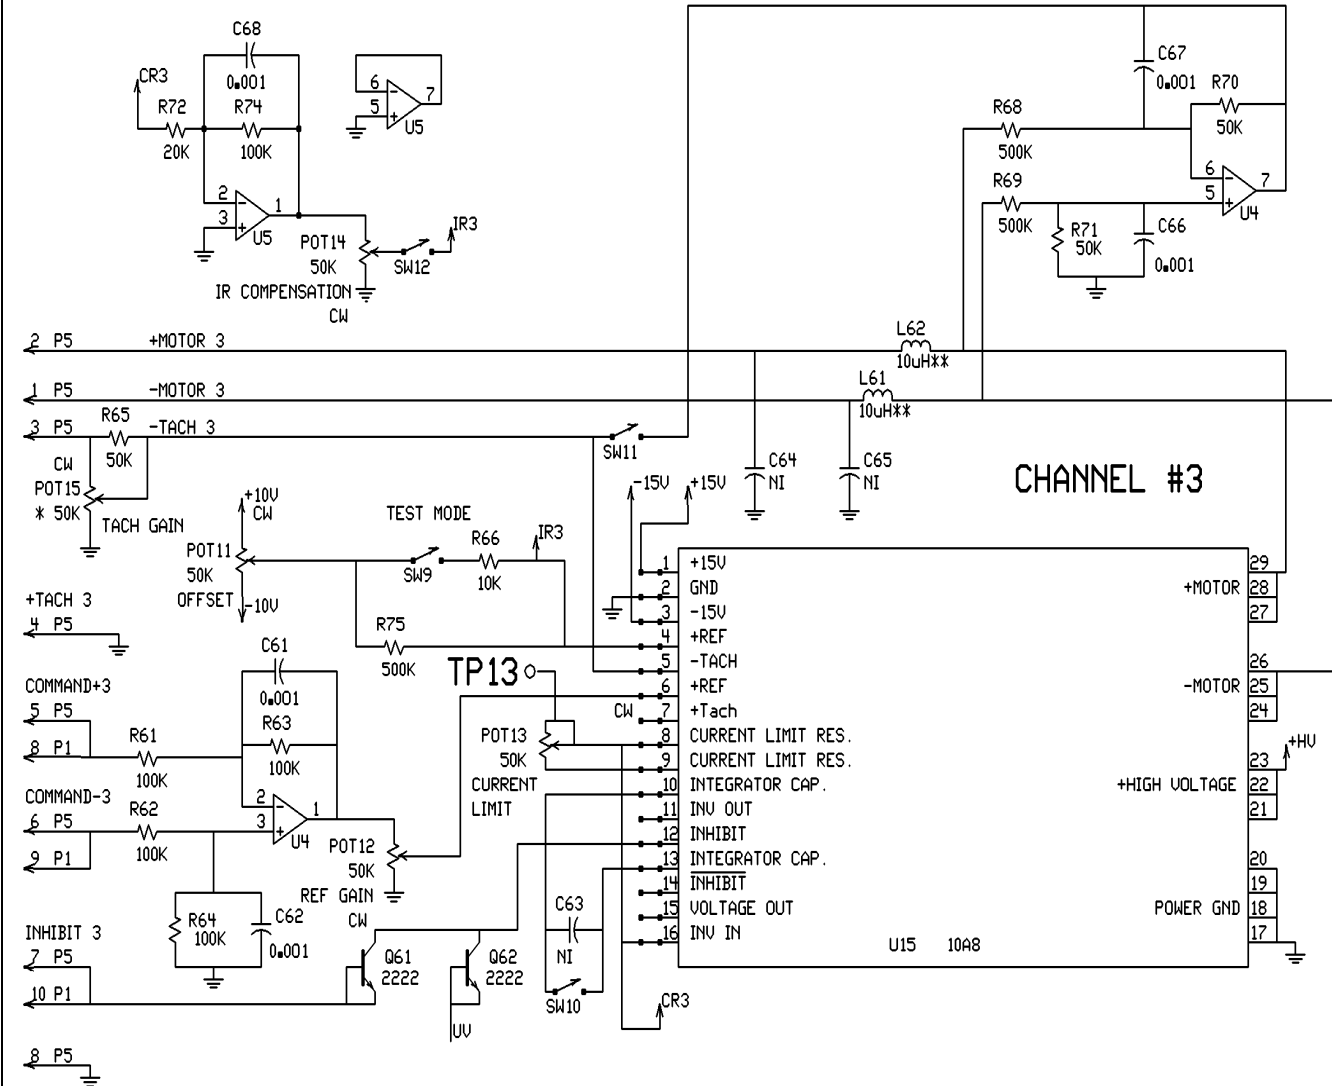 C68
0.001
CR3
R72
20K
R74
100K
2
3
1
U5
6
5
7
U5
POT14
50K
SW12
IR3
IR COMPENSATION
CW
C67
0.001
R70
50K
R68
500K
R69
500K
6
5
7
U4
R71
50K
C66
0.001
2 P5 +MOTOR 3
L62
10uH**
1 P5 -MOTOR 3
L61
10uH**
3 P5
R65
50K
-TACH 3
SW11
CW
POT15
* 50K
TACH GAIN
C64
NI
C65
NI
CHANNEL #3
+10V
CW
POT11
50K
OFFSET
-10V
TEST MODE
SW9
R66
10K
IR3
-15V
+15V
R75
500K
+TACH 3
4 P5
TP13
C61
0.001
R63
100K
COMMAND+3
5 P5
8 P1
R61
100K
COMMAND-3
6 P5
9 P1
R62
100K
2
3
1
U4
POT12
50K
REF GAIN
CW
R64
100K
C62
0.001
CW
POT13
50K
CURRENT
LIMIT
INHIBIT 3
7 P5
10 P1
Q61
2222
Q62
2222
UV
C63
NI
SW10
CR3
8 P5
1 +15V
2 GND
3 -15V
4 +REF
5 -TACH
6 +REF
7 +Tach
8 CURRENT LIMIT RES.
9 CURRENT LIMIT RES.
10 INTEGRATOR CAP.
11 INV OUT
12 INHIBIT
13 INTEGRATOR CAP.
14 INHIBIT
15 VOLTAGE OUT
16 INV IN
29
+MOTOR 28
27
26
-MOTOR 25
24
+HV
23
+HIGH VOLTAGE 22
21
20
19
POWER GND 18
17
U15 10A8